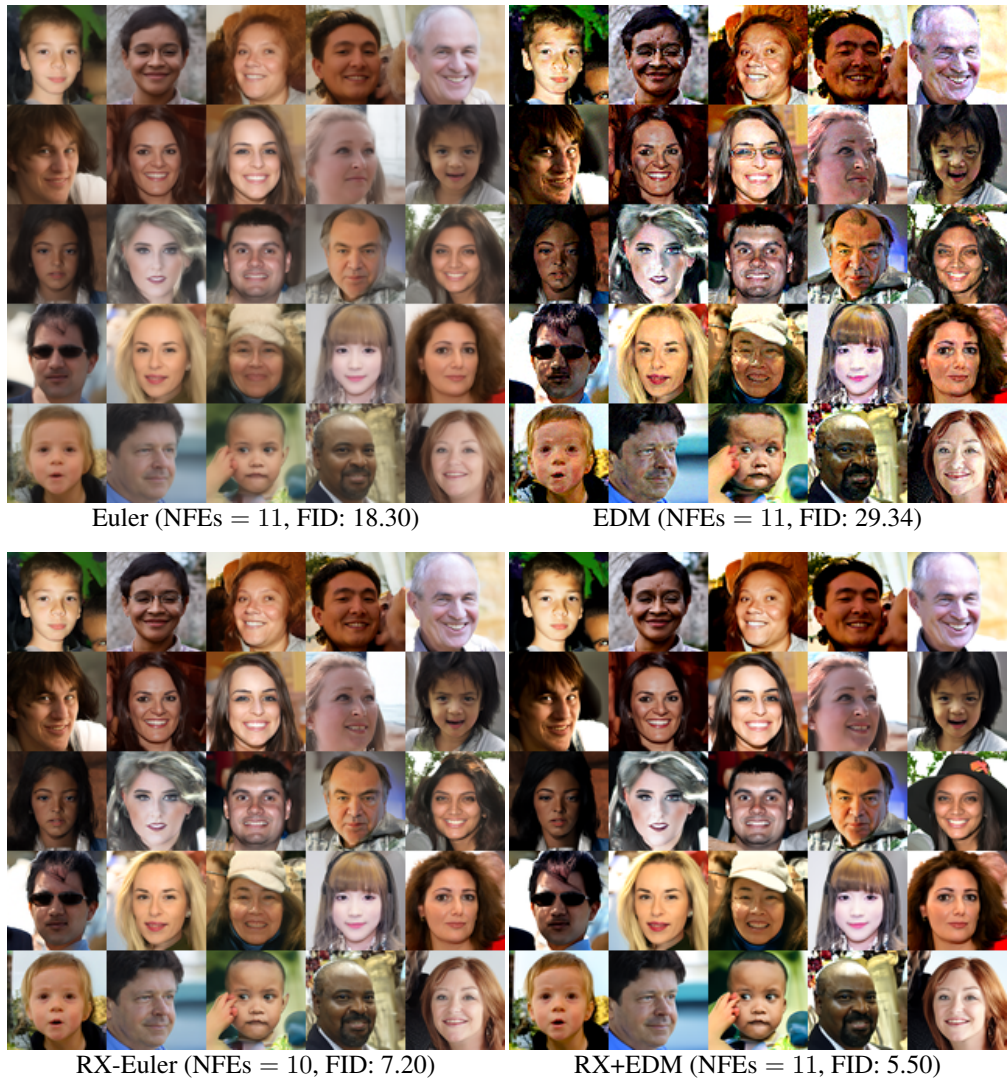 Euler (NFEs = 11, FID: 18.30)
EDM (NFEs = 11, FID: 29.34)
RX-Euler (NFEs = 10, FID: 7.20)
RX+EDM (NFEs = 11, FID: 5.50)